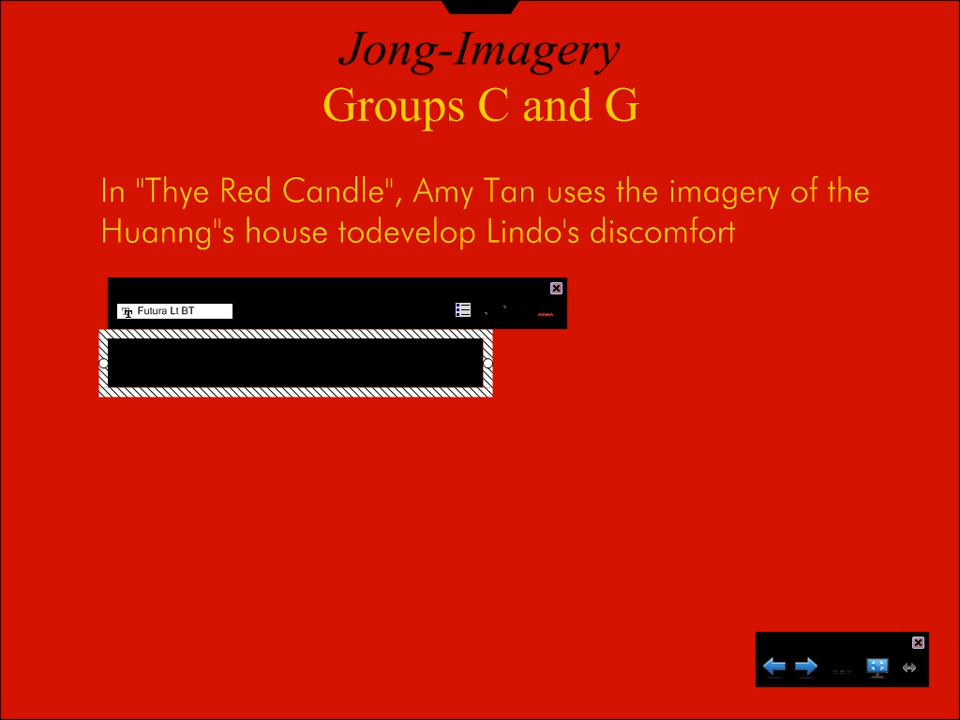 Jong-Imagery
Groups C and G
In "Thye Red Candle", Amy Tan uses the imagery of the
Huanng"s house todevelop Lindo's discomfort
Futura Lt BT